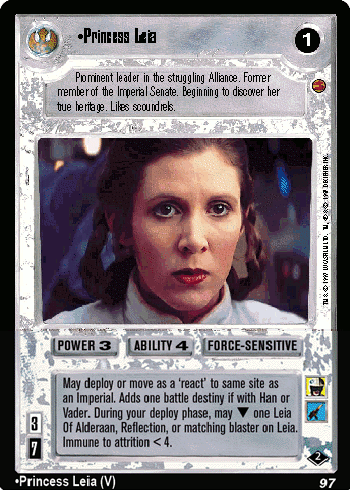 •Princess Leia
1
Prominent leader in the struggling Alliance. Former
member of the Imperial Senate. Beginning to discover her
true heritage. Likes scoundrels.
POWER 3 ABILITY 4 FORCE-SENSITIVE
May deploy or move as a 'react' to same site as
an Imperial. Adds one battle destiny if with Han or
Vader. During your deploy phase, may ▼ one Leia
Of Alderaan, Reflection, or matching blaster on Leia.
Immune to attrition < 4.
3
7
2
•Princess Leia (V)
97